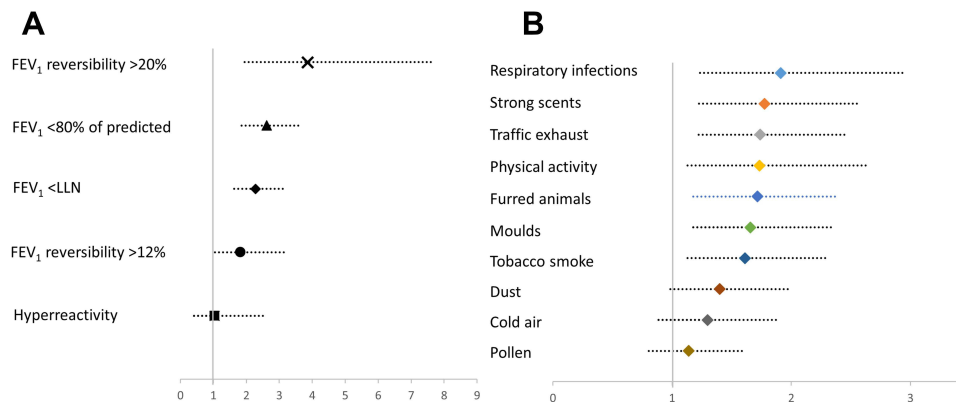 A
FEV₁ reversibility >20%
FEV₁ <80% of predicted
FEV₁ <LLN
FEV₁ reversibility >12%
Hyperreactivity
0 1 2 3 4 5 6 7 8 9
B
Respiratory infections
Strong scents
Traffic exhaust
Physical activity
Furred animals
Moulds
Tobacco smoke
Dust
Cold air
Pollen
0 1 2 3